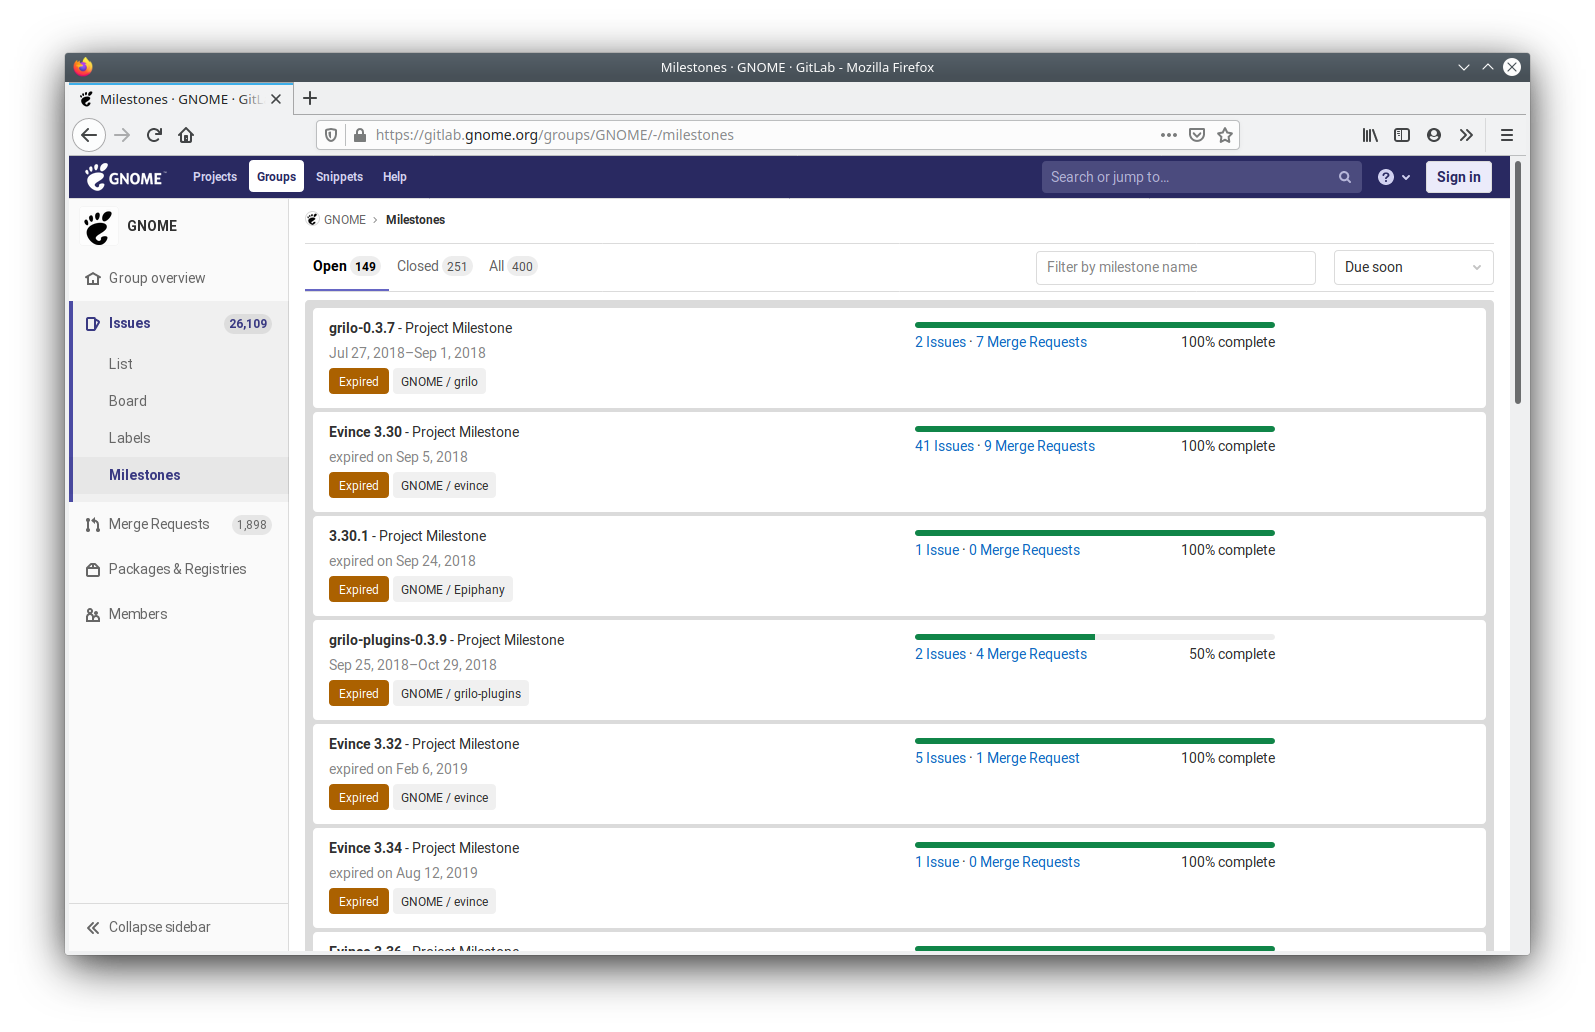 Milestones · GNOME · GitLab - Mozilla Firefox
Milestones · GNOME · GitL
https://gitlab.gnome.org/groups/GNOME/-/milestones
GNOME™ Projects Groups Snippets Help Search or jump to… Sign in
GNOME
Group overview
Issues 26,109
List
Board
Labels
Milestones
Merge Requests 1,898
Packages & Registries
Members
Collapse sidebar
GNOME › Milestones
Open 149 Closed 251 All 400 Filter by milestone name Due soon
grilo-0.3.7 - Project Milestone
Jul 27, 2018–Sep 1, 2018
Expired GNOME / grilo
2 Issues · 7 Merge Requests 100% complete
Evince 3.30 - Project Milestone
expired on Sep 5, 2018
Expired GNOME / evince
41 Issues · 9 Merge Requests 100% complete
3.30.1 - Project Milestone
expired on Sep 24, 2018
Expired GNOME / Epiphany
1 Issue · 0 Merge Requests 100% complete
grilo-plugins-0.3.9 - Project Milestone
Sep 25, 2018–Oct 29, 2018
Expired GNOME / grilo-plugins
2 Issues · 4 Merge Requests 50% complete
Evince 3.32 - Project Milestone
expired on Feb 6, 2019
Expired GNOME / evince
5 Issues · 1 Merge Request 100% complete
Evince 3.34 - Project Milestone
expired on Aug 12, 2019
Expired GNOME / evince
1 Issue · 0 Merge Requests 100% complete
Evince 3.36 - Project Milestone